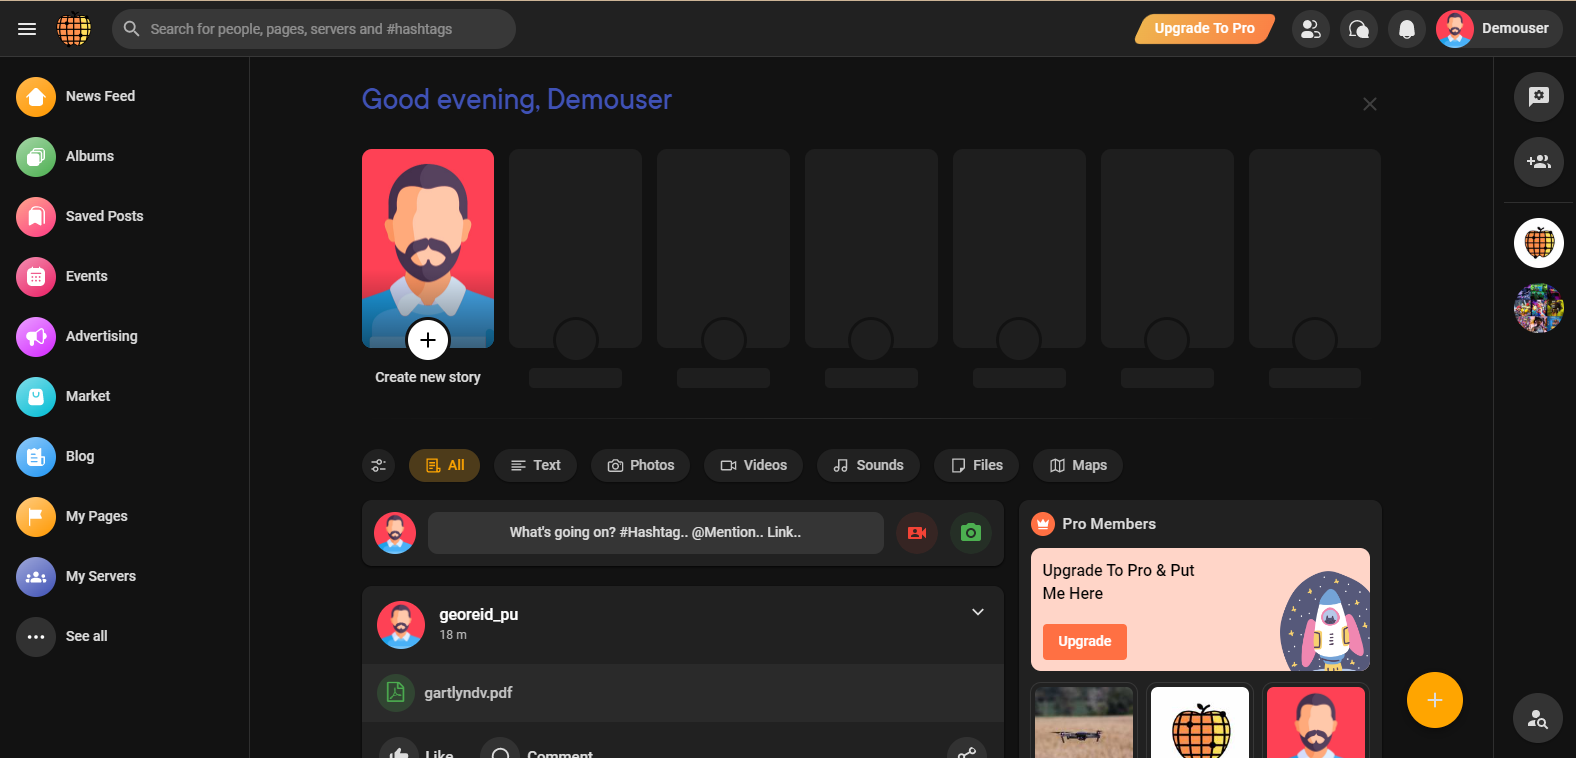 Search for people, pages, servers and #hashtags
Upgrade To Pro
Demouser
News Feed
Albums
Saved Posts
Events
Advertising
Market
Blog
My Pages
My Servers
See all
Good evening, Demouser
Create new story
All
Text
Photos
Videos
Sounds
Files
Maps
What's going on? #Hashtag.. @Mention.. Link..
georeid_pu
18 m
gartlyndv.pdf
Like
Comment
Pro Members
Upgrade To Pro & Put
Me Here
Upgrade